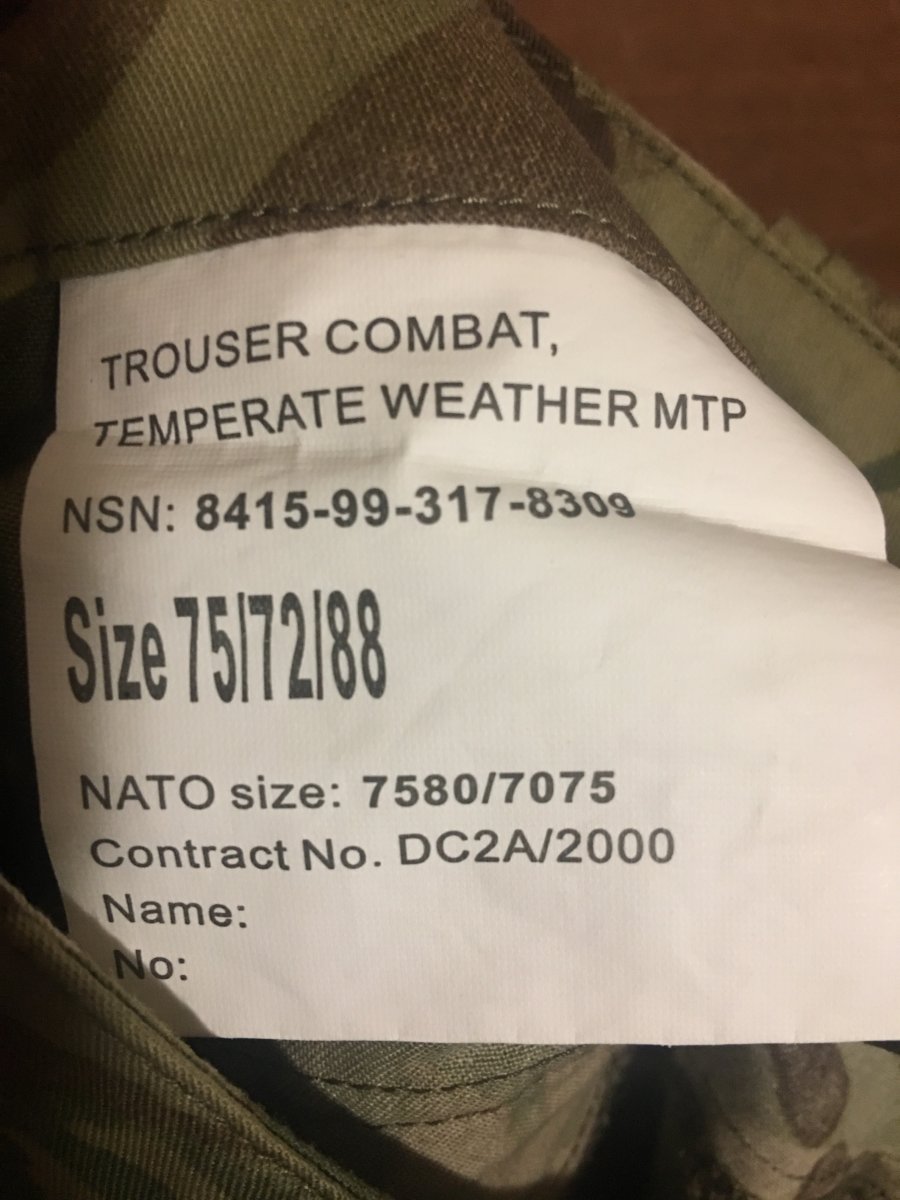 TROUSER COMBAT,
TEMPERATE WEATHER MTP
NSN: 8415-99-317-8309
Size 75/72/88
NATO size: 7580/7075
Contract No. DC2A/2000
Name:
No: